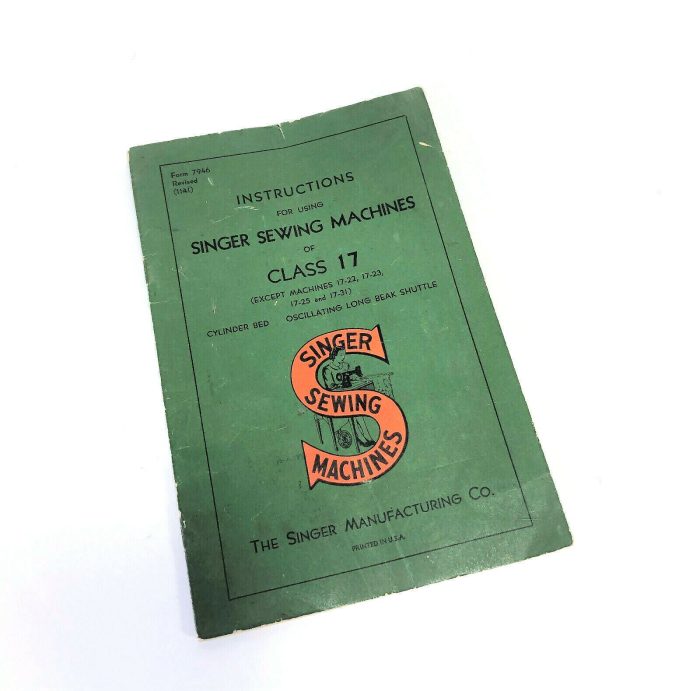 Form 7946
Revised
(1141)
INSTRUCTIONS
FOR USING
SINGER SEWING MACHINES
OF
CLASS 17
(EXCEPT MACHINES 17-22, 17-23,
17-25 and 17-31)
CYLINDER BED OSCILLATING LONG BEAK SHUTTLE
SINGER
SEWING
MACHINES
THE SINGER MANUFACTURING CO.
PRINTED IN U.S.A.